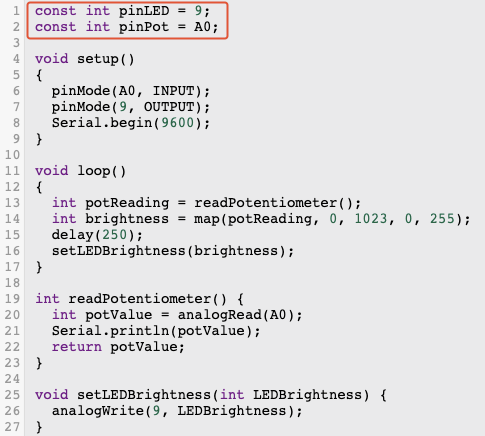 1 const int pinLED = 9;
2 const int pinPot = A0;
3
4 void setup()
5 {
6   pinMode(A0, INPUT);
7   pinMode(9, OUTPUT);
8   Serial.begin(9600);
9 }
10
11 void loop()
12 {
13   int potReading = readPotentiometer();
14   int brightness = map(potReading, 0, 1023, 0, 255);
15   delay(250);
16   setLEDBrightness(brightness);
17 }
18
19 int readPotentiometer() {
20   int potValue = analogRead(A0);
21   Serial.println(potValue);
22   return potValue;
23 }
24
25 void setLEDBrightness(int LEDBrightness) {
26   analogWrite(9, LEDBrightness);
27 }